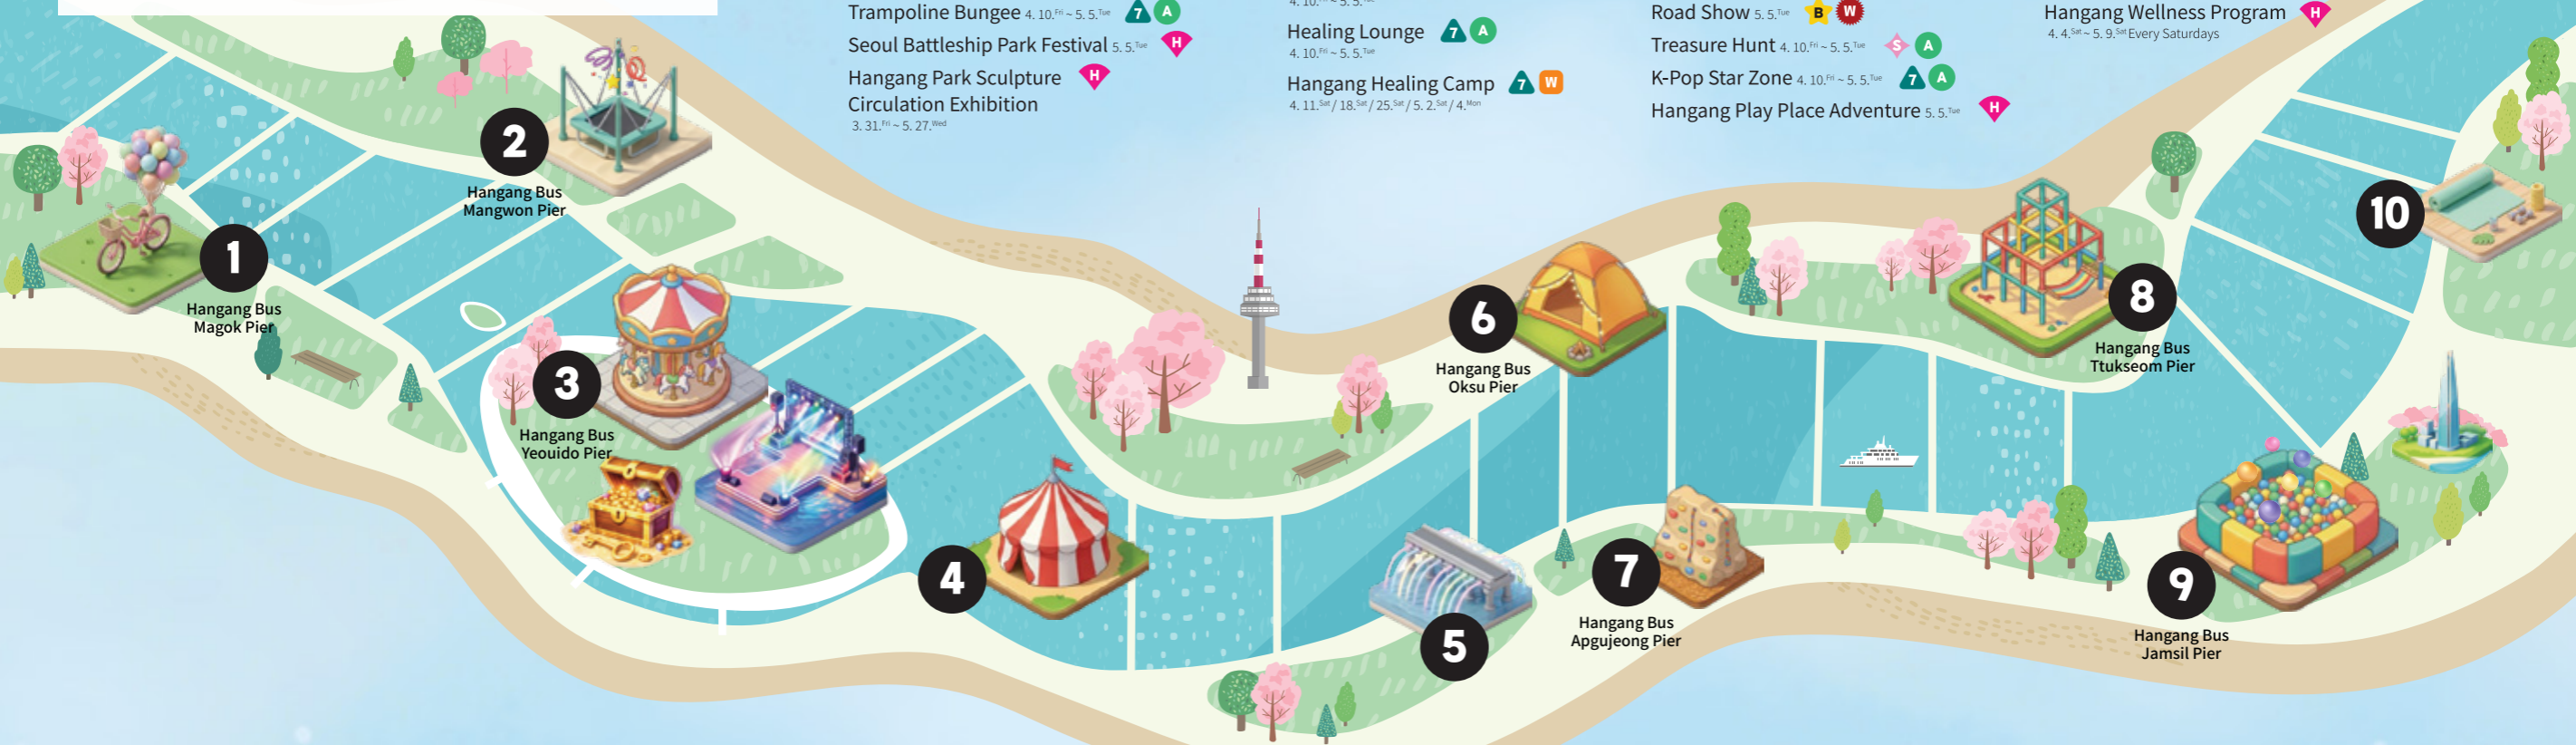 Trampoline Bungee 4. 10.Fri ~ 5. 5.Tue 7 A
Seoul Battleship Park Festival 5. 5.Tue H
Hangang Park Sculpture H
Circulation Exhibition
3. 31.Fri ~ 5. 27.Wed
Healing Lounge 7 A
4. 10.Fri ~ 5. 5.Tue
Hangang Healing Camp 7 W
4. 11.Sat / 18.Sat / 25.Sat / 5. 2.Sat / 4.Mon
Road Show 5. 5.Tue B W
Treasure Hunt 4. 10.Fri ~ 5. 5.Tue S A
K-Pop Star Zone 4. 10.Fri ~ 5. 5.Tue 7 A
Hangang Play Place Adventure 5. 5.Tue H
Hangang Wellness Program H
4. 4.Sat ~ 5. 9.Sat Every Saturdays
1
Hangang Bus
Magok Pier
2
Hangang Bus
Mangwon Pier
3
Hangang Bus
Yeouido Pier
4
5
6
Hangang Bus
Oksu Pier
7
Hangang Bus
Apgujeong Pier
8
Hangang Bus
Ttukseom Pier
9
Hangang Bus
Jamsil Pier
10